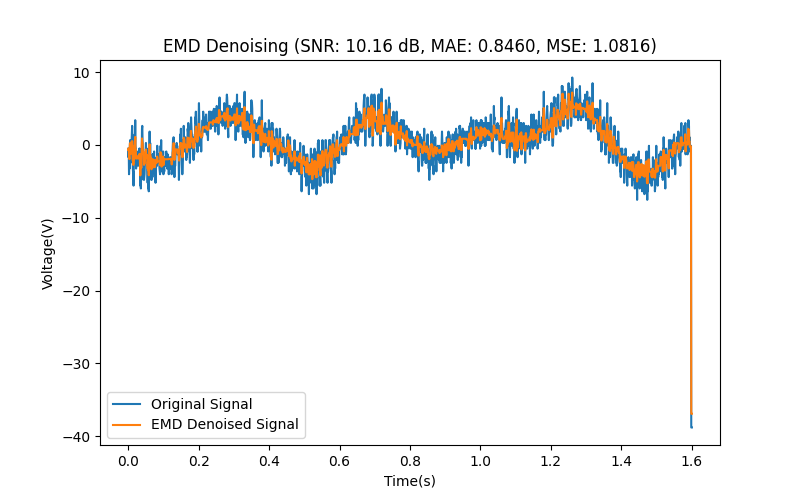 EMD Denoising (SNR: 10.16 dB, MAE: 0.8460, MSE: 1.0816)
10
0
−10
−20
−30
−40
Voltage(V)
Original Signal
EMD Denoised Signal
0.0 0.2 0.4 0.6 0.8 1.0 1.2 1.4 1.6
Time(s)